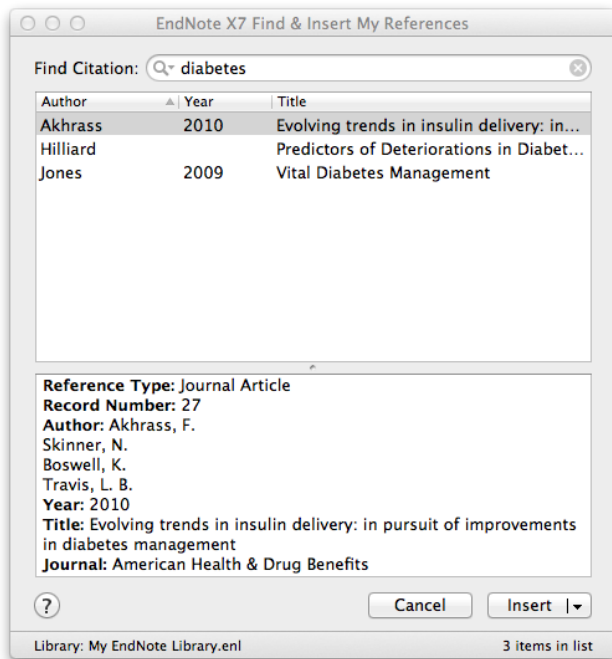 EndNote X7 Find & Insert My References
Find Citation: diabetes
Author Year Title
Akhrass 2010 Evolving trends in insulin delivery: in...
Hilliard Predictors of Deteriorations in Diabet...
Jones 2009 Vital Diabetes Management
Reference Type: Journal Article
Record Number: 27
Author: Akhrass, F.
Skinner, N.
Boswell, K.
Travis, L. B.
Year: 2010
Title: Evolving trends in insulin delivery: in pursuit of improvements
in diabetes management
Journal: American Health & Drug Benefits
? Cancel Insert
Library: My EndNote Library.enl 3 items in list